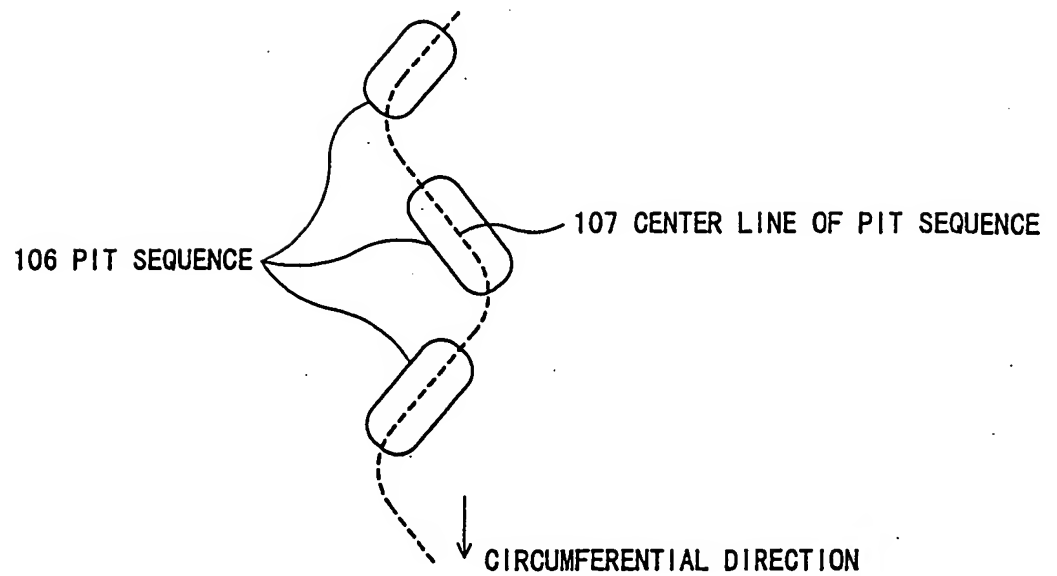 107 CENTER LINE OF PIT SEQUENCE
106 PIT SEQUENCE
CIRCUMFERENTIAL DIRECTION